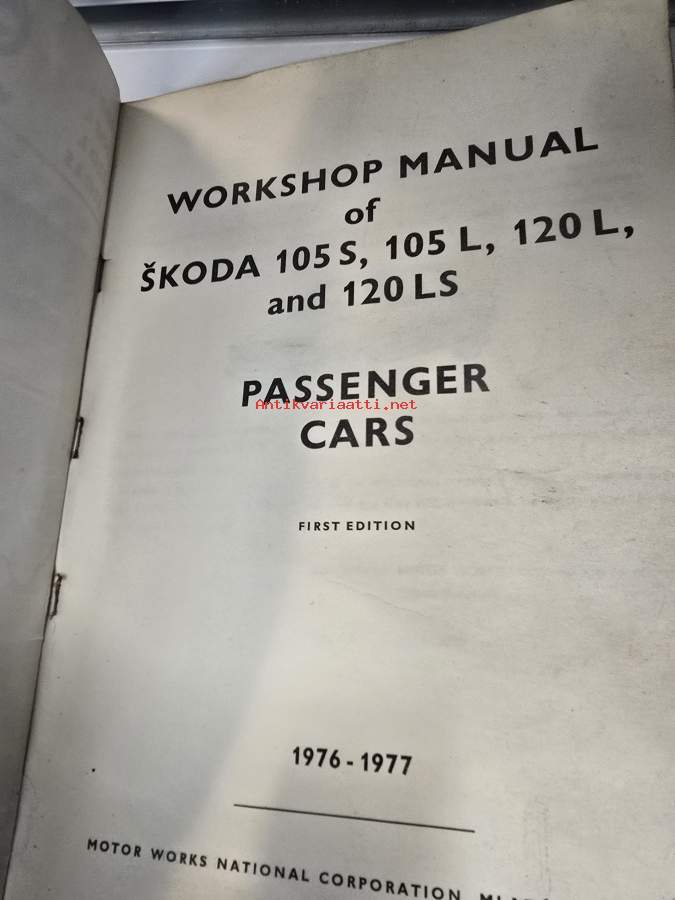 WORKSHOP MANUAL
of
ŠKODA 105 S, 105 L, 120 L,
and 120 LS
PASSENGER
Antikvariaatti.net
CARS
FIRST EDITION
1976 - 1977
MOTOR WORKS NATIONAL CORPORATION,